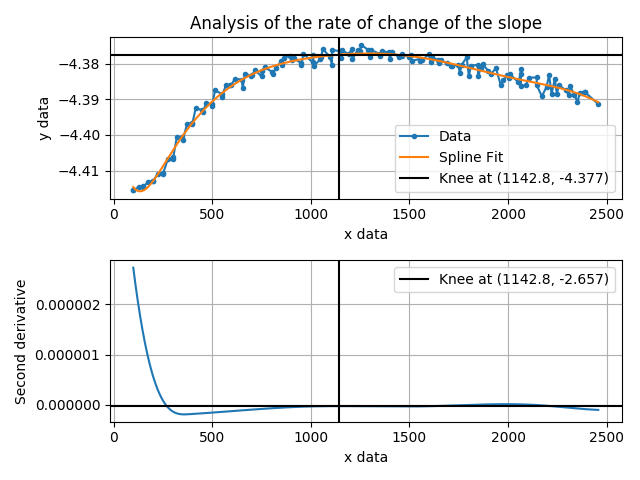 Analysis of the rate of change of the slope
−4.38
−4.39
−4.40
−4.41
y data
Data
Spline Fit
Knee at (1142.8, -4.377)
0 500 1000 1500 2000 2500
x data
Knee at (1142.8, -2.657)
0.000002
0.000001
0.000000
Second derivative
0 500 1000 1500 2000 2500
x data